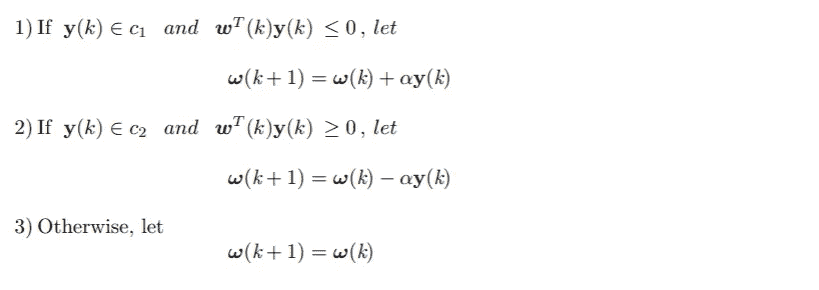 1) If y(k) ∈ c₁ and wᵀ(k)y(k) ≤ 0, let
ω(k+1) = ω(k) + αy(k)
2) If y(k) ∈ c₂ and wᵀ(k)y(k) ≥ 0, let
ω(k+1) = ω(k) − αy(k)
3) Otherwise, let
ω(k+1) = ω(k)